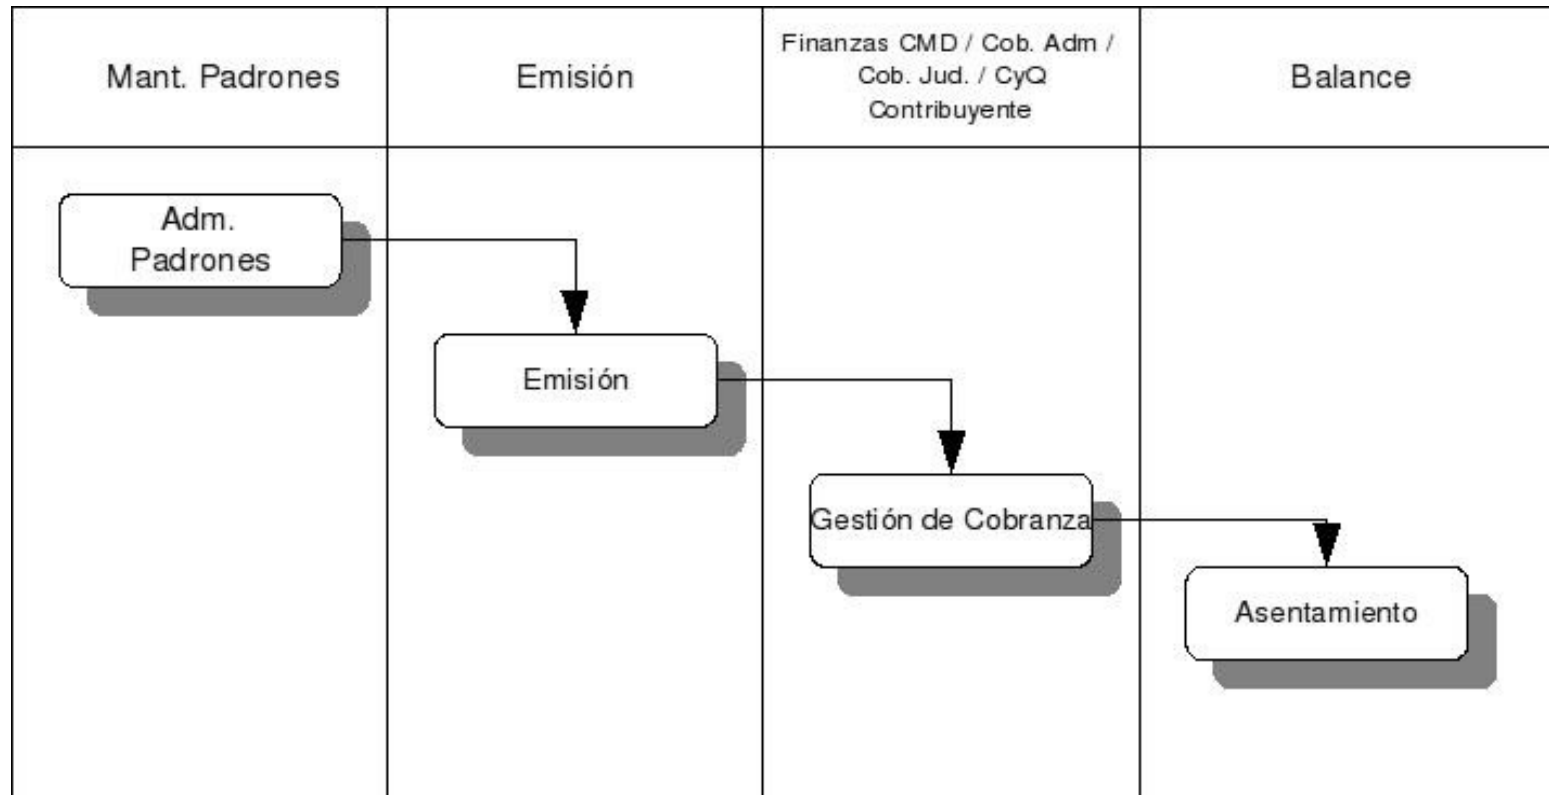 Mant. Padrones
Emisión
Finanzas CMD / Cob. Adm /
Cob. Jud. / CyQ
Contribuyente
Balance
Adm.
Padrones
Emisión
Gestión de Cobranza
Asentamiento